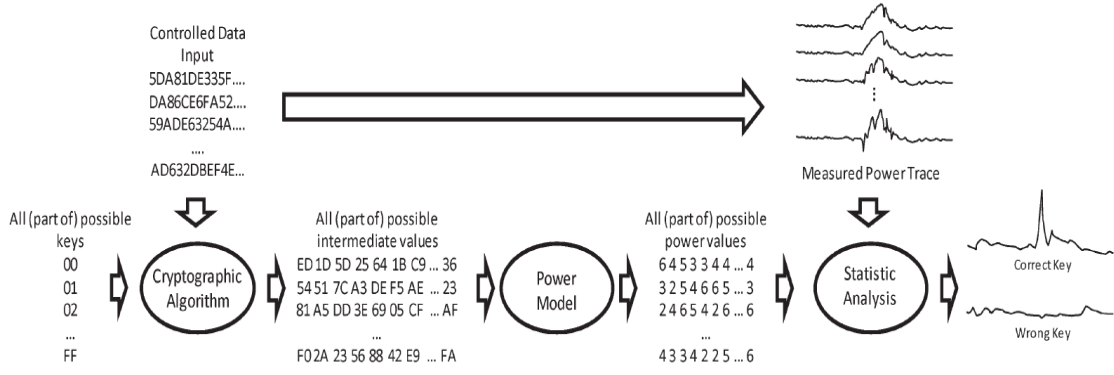 Controlled Data
Input
5DA81DE335F....
DA86CE6FA52....
59ADE63254A....
....
AD632DBEF4E...
Measured Power Trace
All (part of) possible
keys
00
01
02
...
FF
Cryptographic
Algorithm
All (part of) possible
intermediate values
ED 1D 5D 25 64 1B C9 ... 36
54 51 7C A3 DE F5 AE ... 23
81 A5 DD 3E 69 05 CF ... AF
...
F0 2A 23 56 88 42 E9 ... FA
Power
Model
All (part of) possible
power values
6 4 5 3 3 4 4 ... 4
3 2 5 4 6 6 5 ... 3
2 4 6 5 4 2 6 ... 6
...
4 3 3 4 2 2 5 ... 6
Statistic
Analysis
Correct Key
Wrong Key